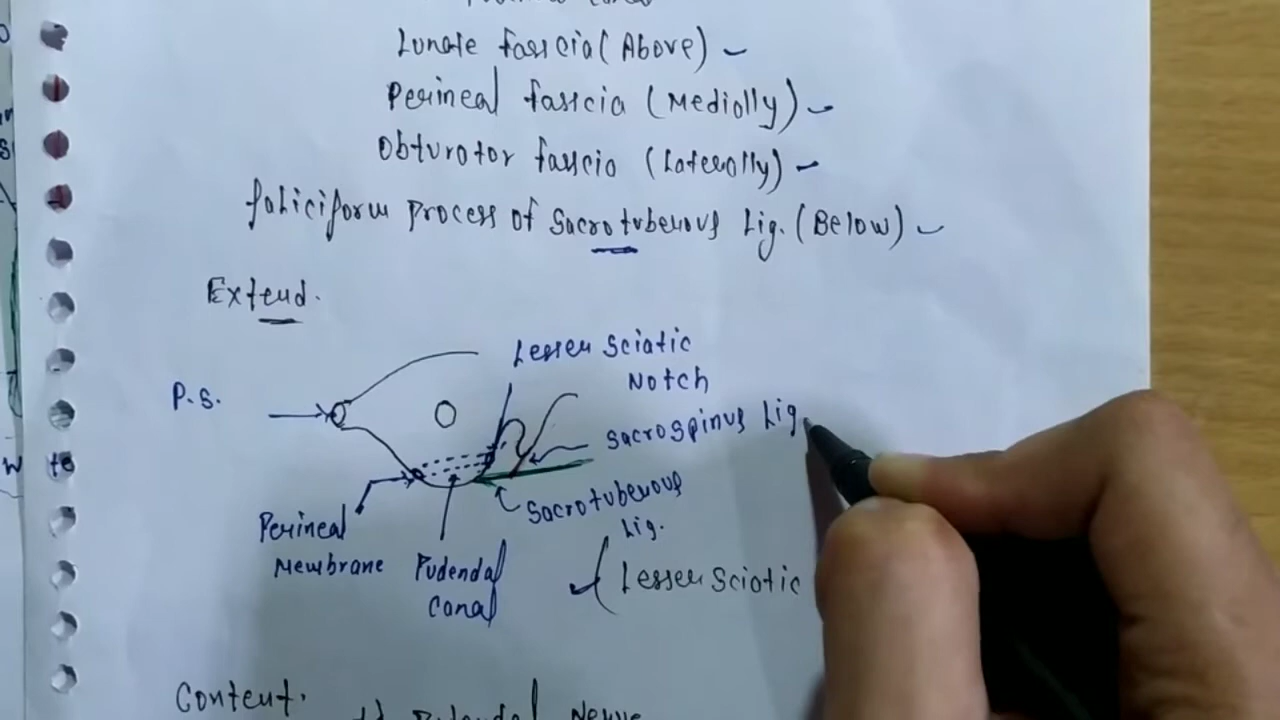 Lunate fascia (Above)
Perineal fascia (Medially)
Obturator fascia (Laterally)
faliciform process of Sacrotuberous Lig. (Below)
Extend.
Lesser Sciatic
Notch
P.S.
Sacrospinus Lig
Sacrotuberous
Lig.
Perineal
Membrane
Pudendal
Canal
Lesser Sciatic
Content.
Nerve